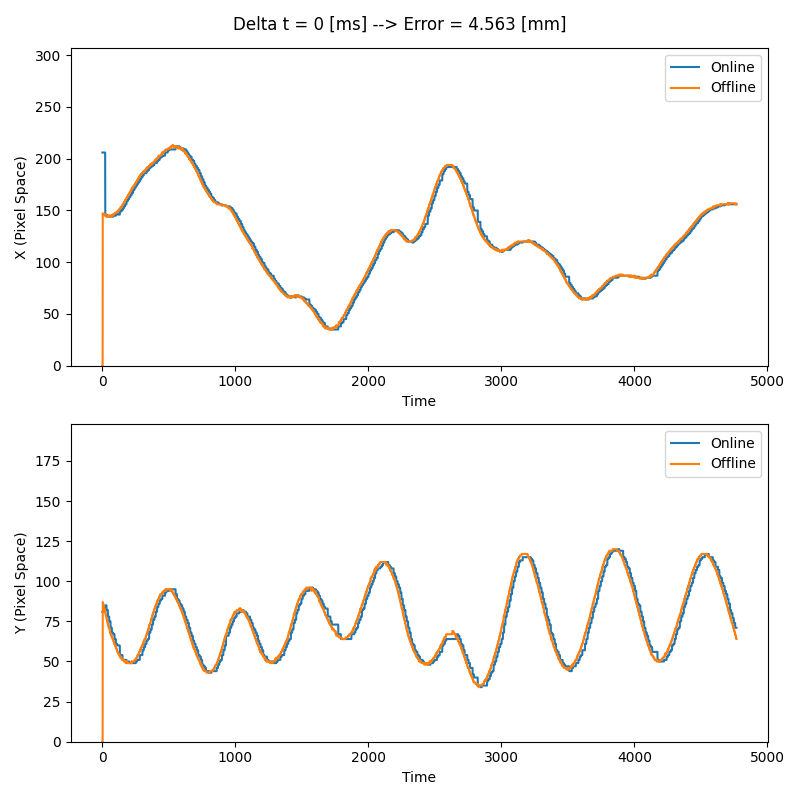 Delta t = 0 [ms] --> Error = 4.563 [mm]
300
250
200
150
100
50
0
X (Pixel Space)
Online
Offline
0 1000 2000 3000 4000 5000
Time
175
150
125
100
75
50
25
0
Y (Pixel Space)
Online
Offline
0 1000 2000 3000 4000 5000
Time